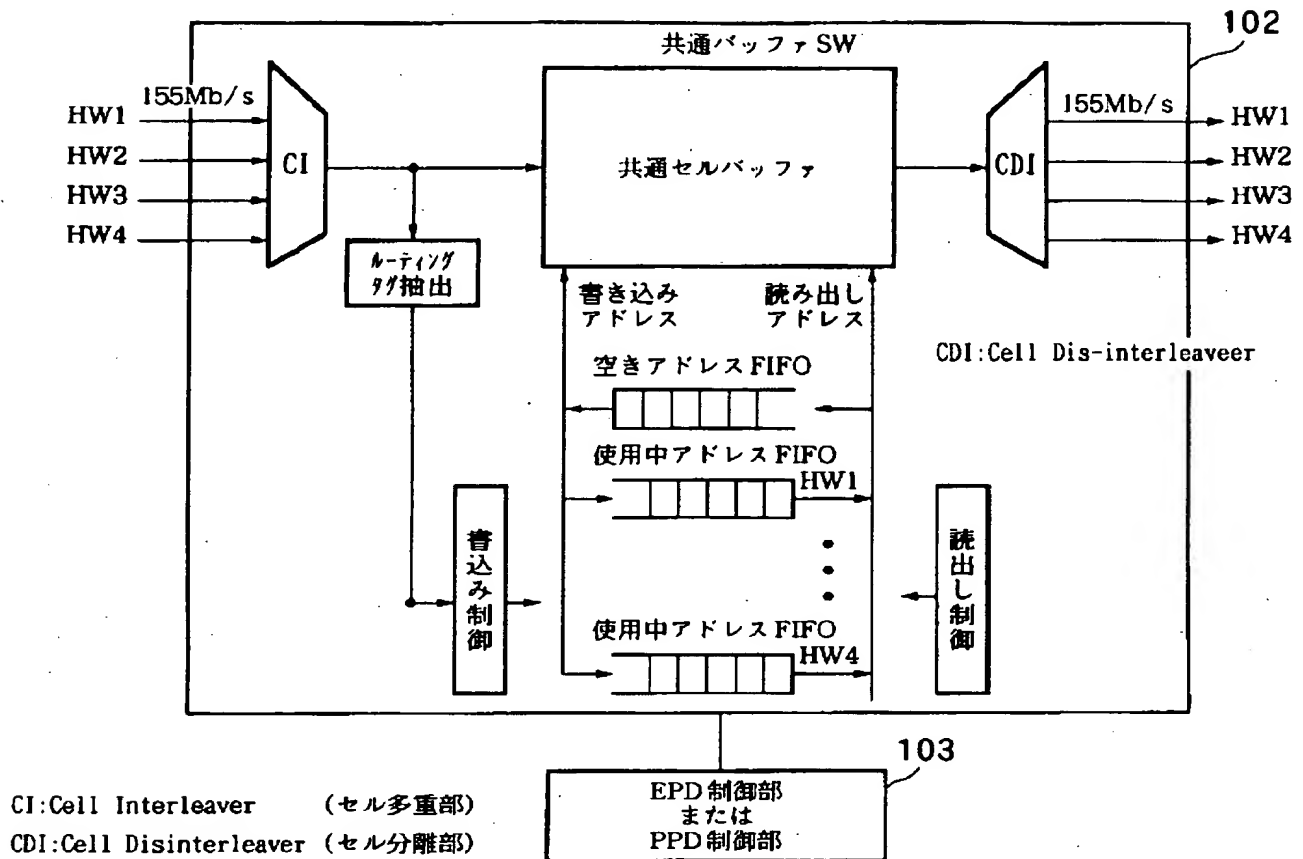 102
共通バッファSW
155Mb/s
HW1
HW2
HW3
HW4
CI
共通セルバッファ
CDI
155Mb/s
HW1
HW2
HW3
HW4
ルーティング
タグ抽出
書き込み
アドレス
読み出し
アドレス
CDI:Cell Dis-interleaveer
空きアドレスFIFO
使用中アドレスFIFO
HW1
書込み制御
読出し制御
使用中アドレスFIFO
HW4
103
EPD制御部
または
PPD制御部
CI:Cell Interleaver (セル多重部)
CDI:Cell Disinterleaver (セル分離部)